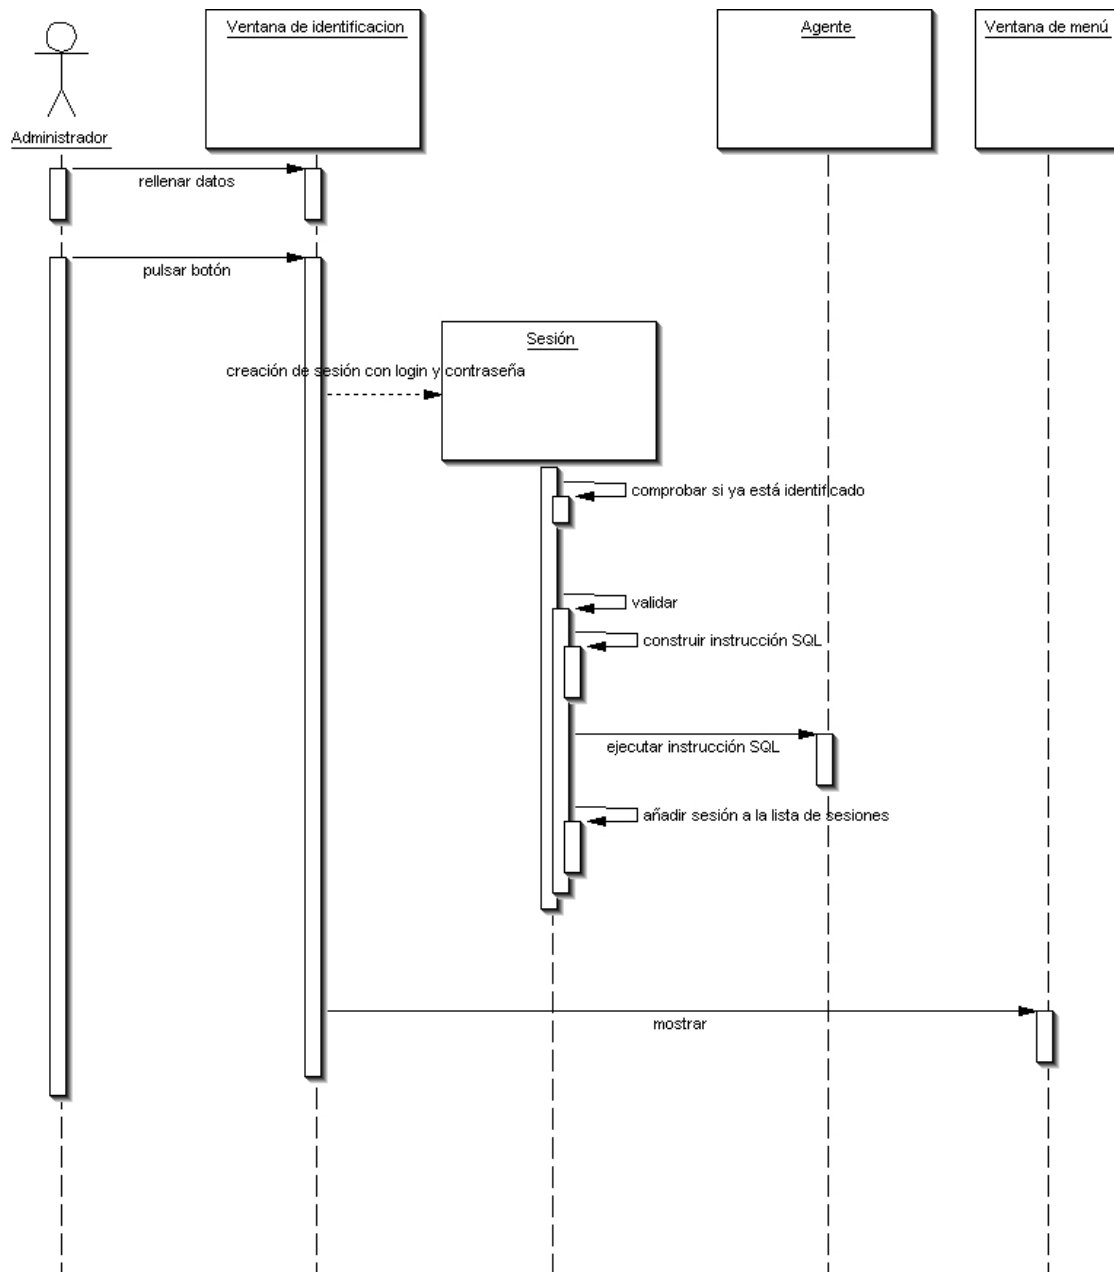 Ventana de identificacion
Agente
Ventana de menú
Administrador
rellenar datos
pulsar botón
Sesión
creación de sesión con login y contraseña
comprobar si ya está identificado
validar
construir instrucción SQL
ejecutar instrucción SQL
añadir sesión a la lista de sesiones
mostrar